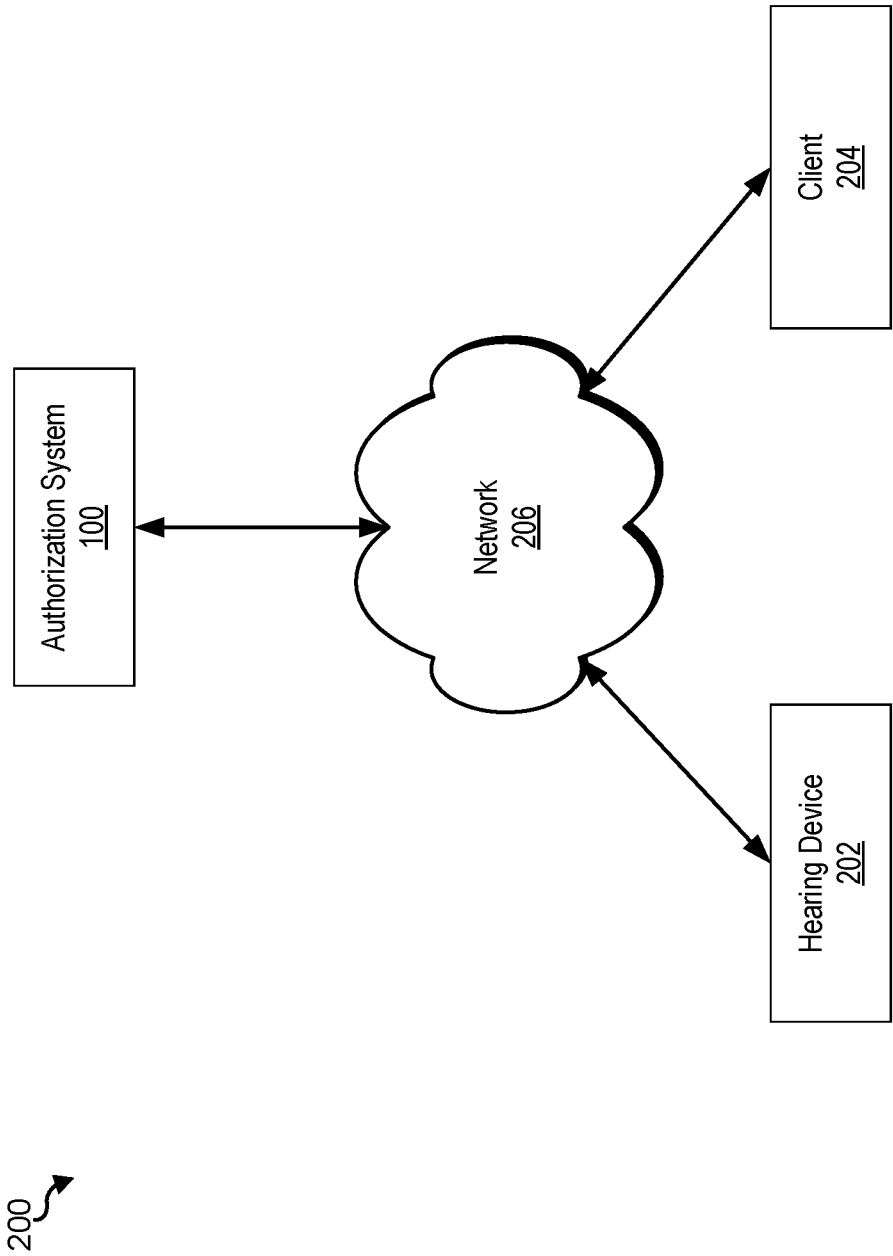 200
Authorization System
100
Network
206
Hearing Device
202
Client
204